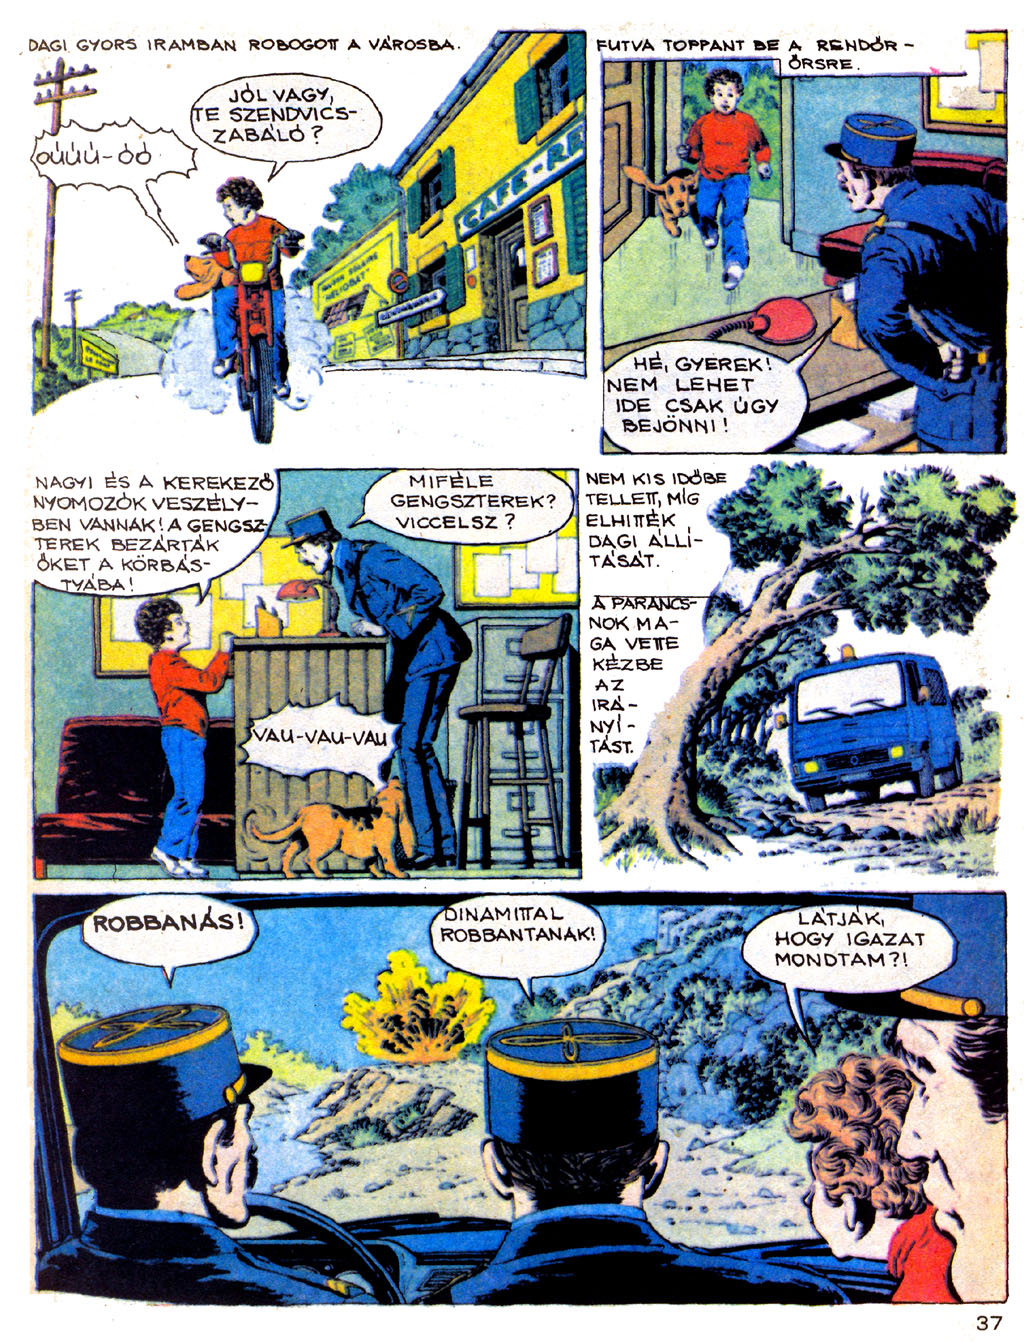 DAGI GYORS IRAMBAN ROBOGOTT A VÁROSBA.
JÓL VAGY,
TE SZENDVICS-
ZABÁLÓ?
OÚÚÚ-ÓÓ
CAFE-RE
FUTVA TOPPANT BE A RENDŐR-
ŐRSRE.
HÉ, GYEREK!
NEM LEHET
IDE CSAK ÚGY
BEJÖNNI!
NAGYI ÉS A KEREKEZŐ
NYOMOZÓK VESZÉLY-
BEN VANNAK! A GENGSZ-
TEREK BEZÁRTÁK
ŐKET A KÖRBÁS-
TYÁBA!
MIFÉLE
GENGSZTEREK?
VICCELSZ?
VAU-VAU-VAU
NEM KIS IDŐBE
TELLETT, MÍG
ELHITTÉK
DAGI ÁLLÍ-
TÁSÁT.
A PARANCS-
NOK MA-
GA VETTE
KÉZBE
AZ
IRÁ-
NYÍ-
TÁST.
ROBBANÁS!
DINAMITTAL
ROBBANTANAK!
LÁTJÁK,
HOGY IGAZAT
MONDTAM?!
37